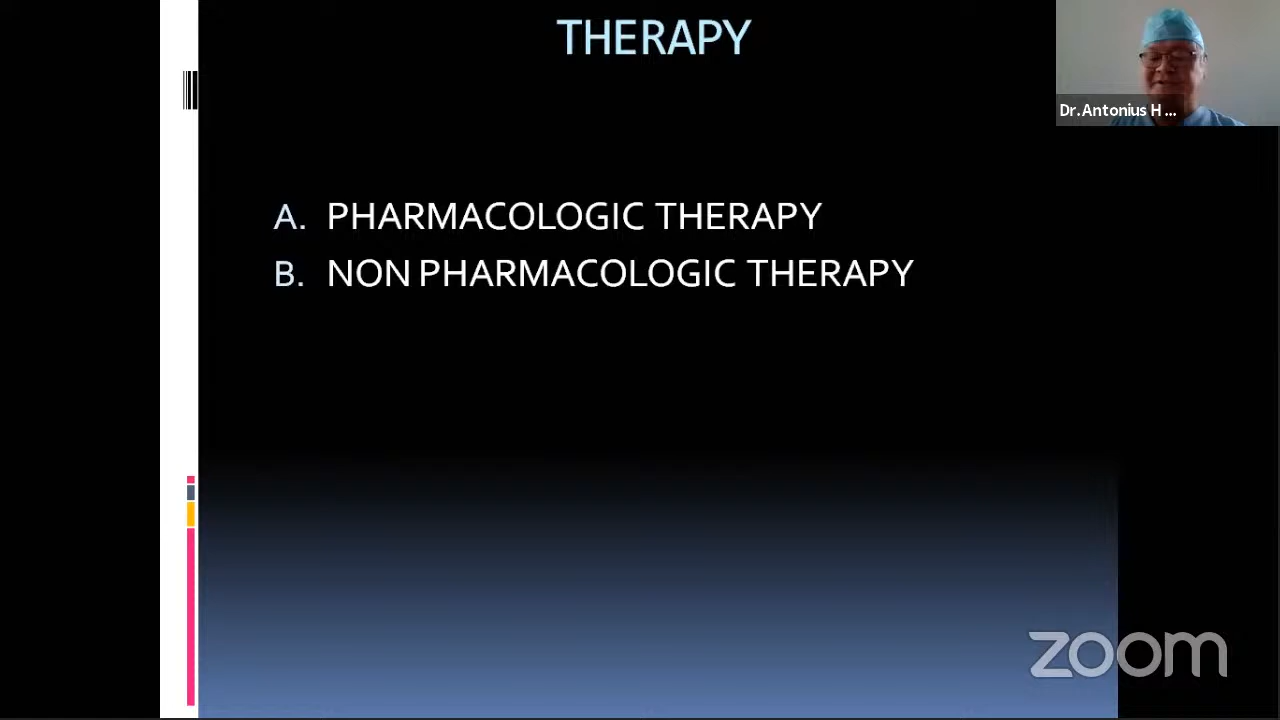 THERAPY
Dr.Antonius H ...
A. PHARMACOLOGIC THERAPY
B. NON PHARMACOLOGIC THERAPY
zoom